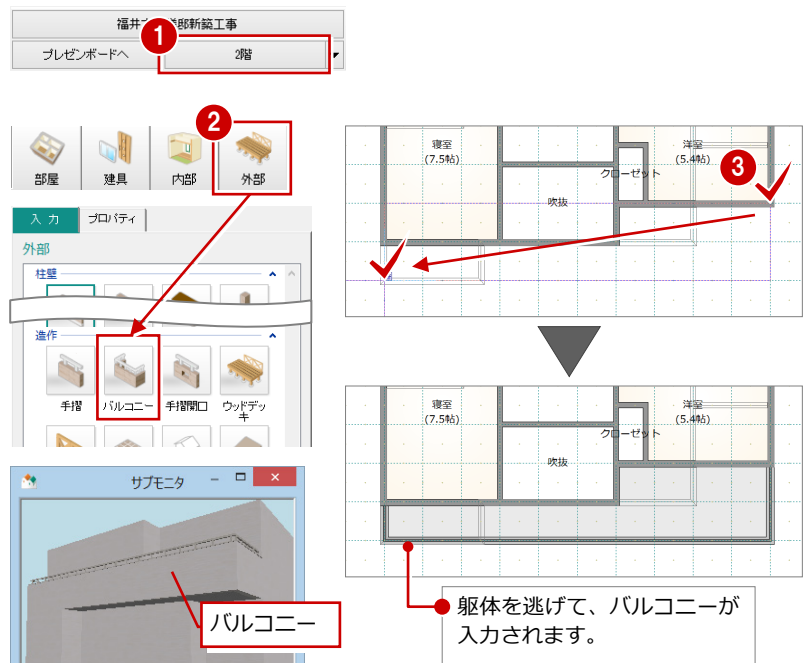 福井
邸新築工事
1
プレゼンボードへ
2階
2
部屋
建具
内部
外部
入力
プロパティ
外部
柱壁
造作
手摺
バルコニー
手摺開口
ウッドデッ
キ
サブモニタ
バルコニー
寝室
(7.5帖)
吹抜
クローゼット
洋室
(5.4帖)
3
寝室
(7.5帖)
吹抜
クローゼット
洋室
(5.4帖)
躯体を逃げて、バルコニーが
入力されます。